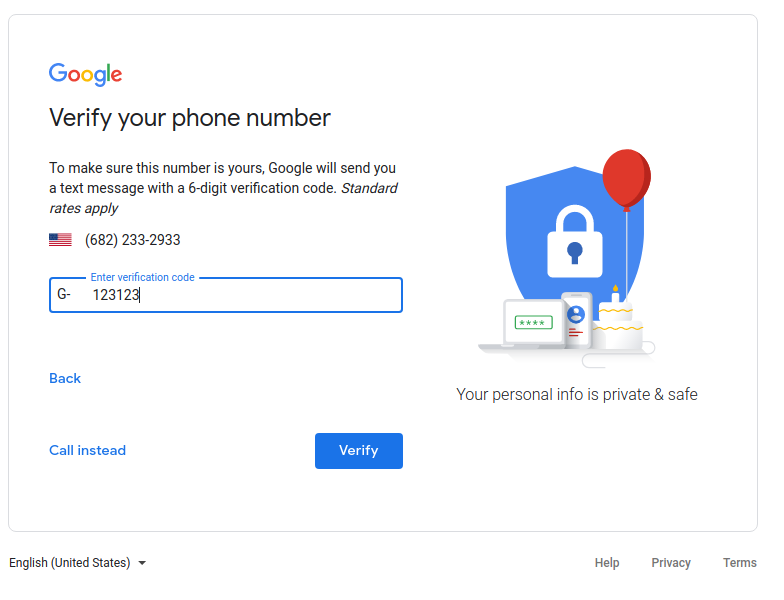 Google
Verify your phone number
To make sure this number is yours, Google will send you
a text message with a 6-digit verification code. Standard
rates apply
(682) 233-2933
Enter verification code
G- 123123
Back
Call instead
Verify
****
Your personal info is private & safe
English (United States)
Help
Privacy
Terms